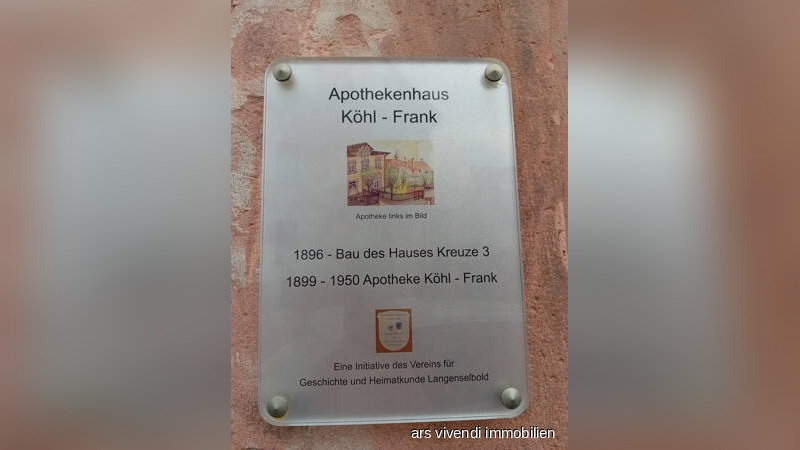 Apothekenhaus
Köhl - Frank
Apotheke links im Bild
1896 - Bau des Hauses Kreuze 3
1899 - 1950 Apotheke Köhl - Frank
Eine Initiative des Vereins für
Geschichte und Heimatkunde Langenselbold
ars vivendi immobilien